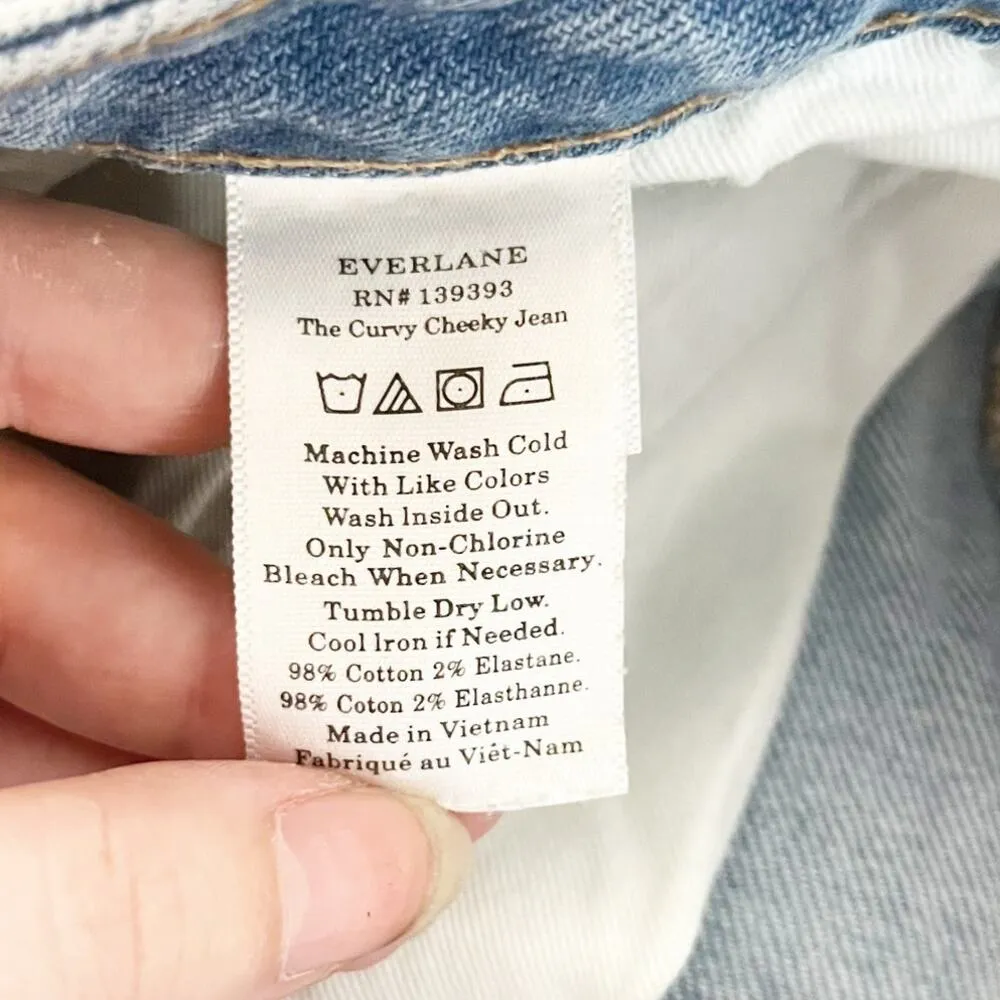 EVERLANE
RN# 139393
The Curvy Cheeky Jean
Machine Wash Cold
With Like Colors
Wash Inside Out.
Only Non-Chlorine
Bleach When Necessary.
Tumble Dry Low.
Cool Iron if Needed.
98% Cotton 2% Elastane.
98% Coton 2% Elasthanne.
Made in Vietnam
Fabriqué au Viêt-Nam